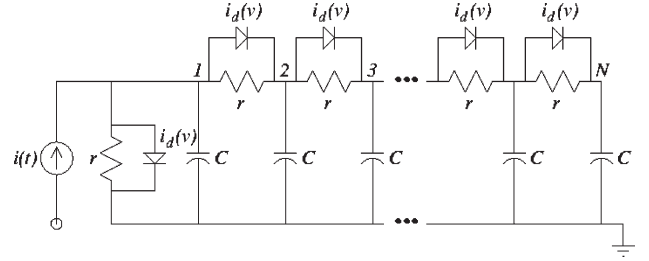 i_d(v) i_d(v) i_d(v) i_d(v)
1 2 3 N
r r ••• r r
i(t) r i_d(v) C C C C C
•••